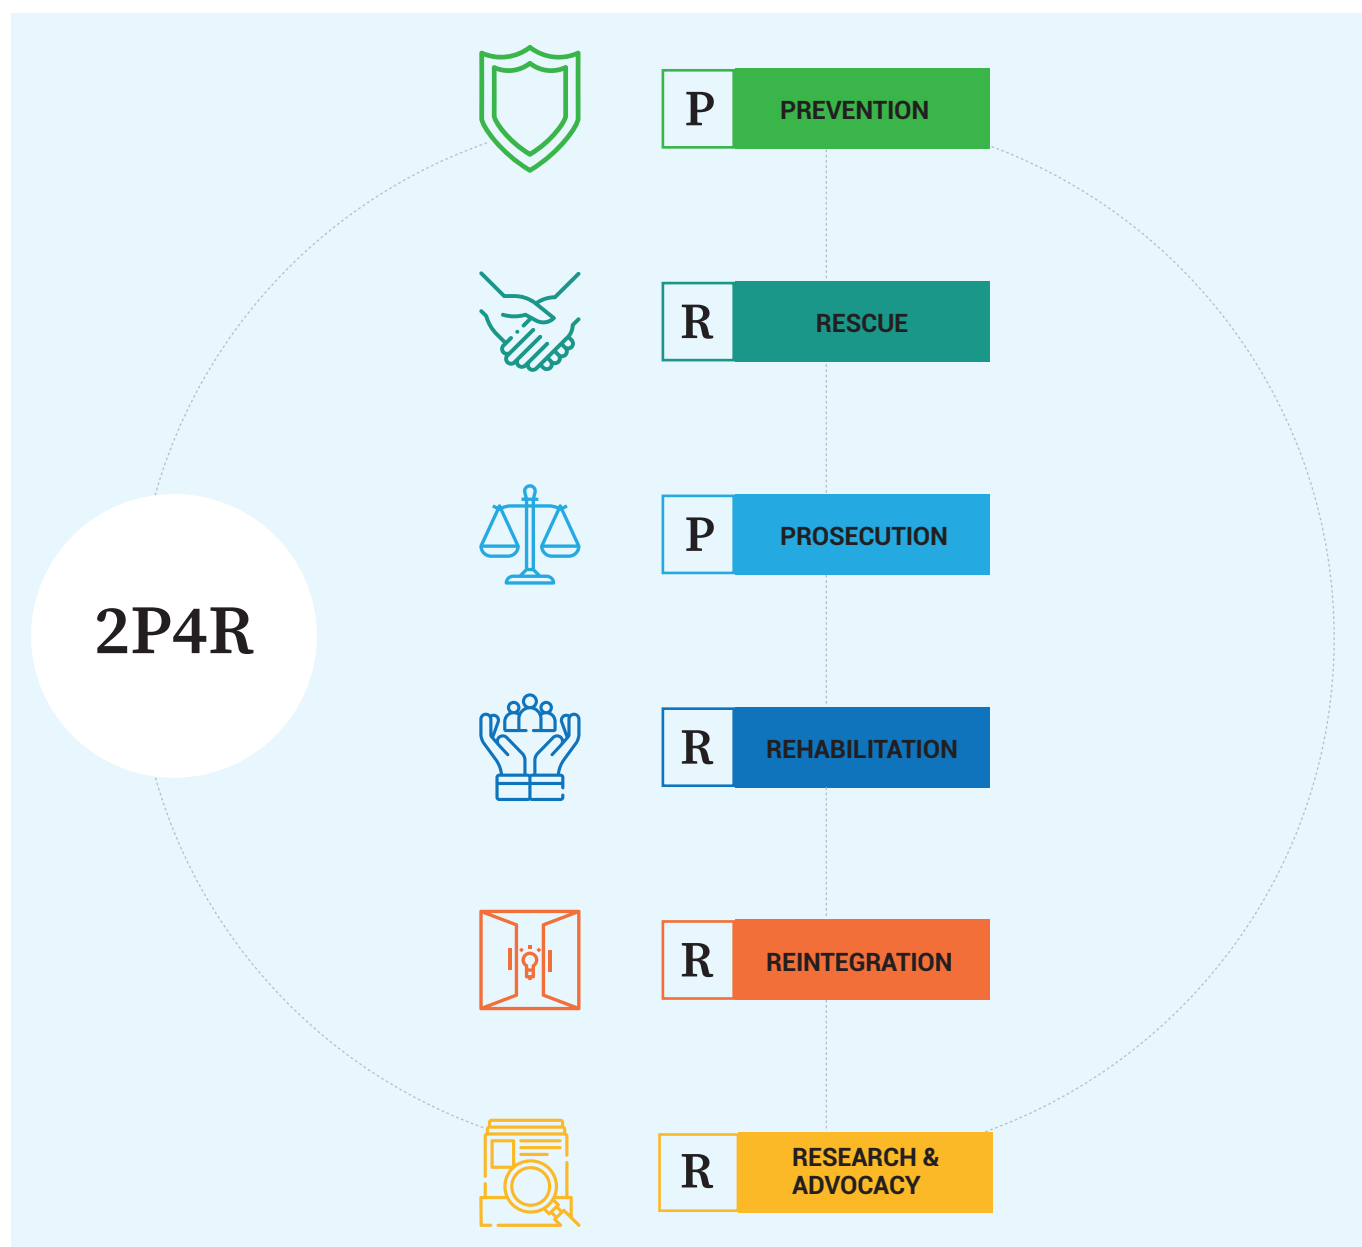 P
PREVENTION
R
RESCUE
P
PROSECUTION
2P4R
R
REHABILITATION
R
REINTEGRATION
R
RESEARCH &
ADVOCACY